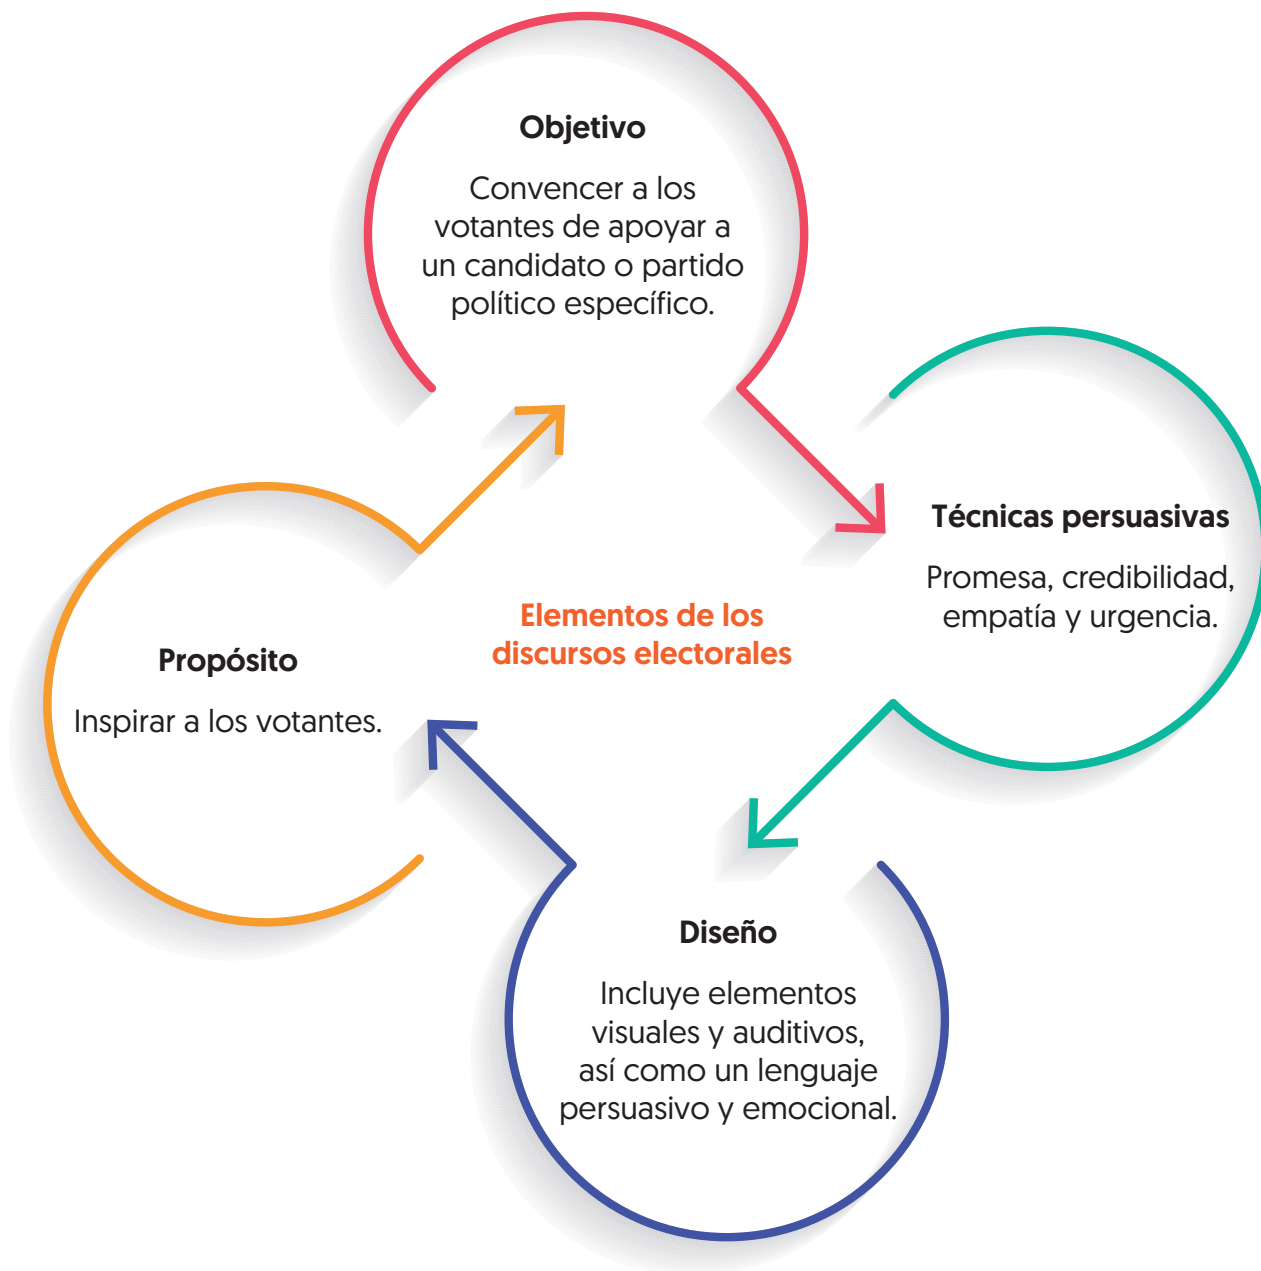 Objetivo
Convencer a los
votantes de apoyar a
un candidato o partido
político específico.
Técnicas persuasivas
Promesa, credibilidad,
empatía y urgencia.
Elementos de los
discursos electorales
Propósito
Inspirar a los votantes.
Diseño
Incluye elementos
visuales y auditivos,
así como un lenguaje
persuasivo y emocional.